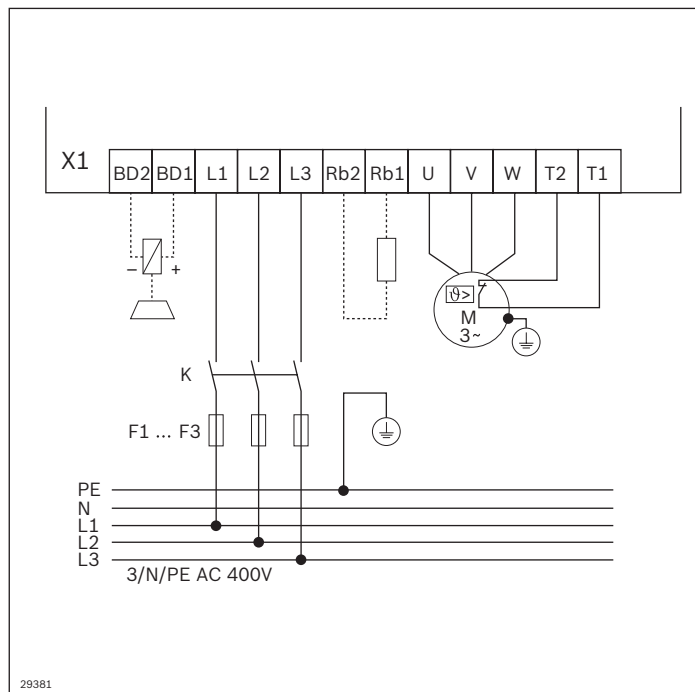 X1
BD2 BD1 L1 L2 L3 Rb2 Rb1 U V W T2 T1
– +
ϑ>
M
3~
K
F1 ... F3
PE
N
L1
L2
L3
3/N/PE AC 400V
29381